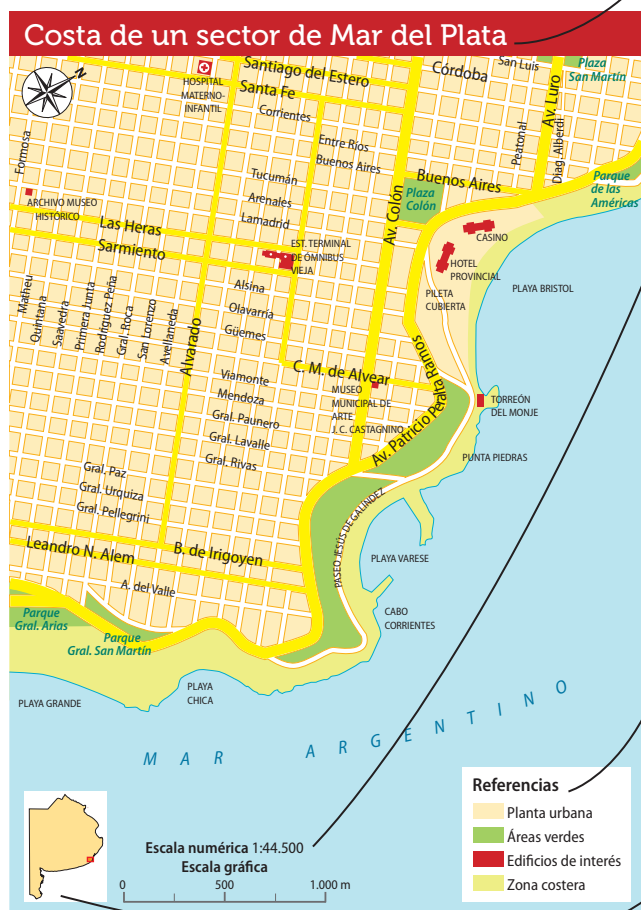 Costa de un sector de Mar del Plata
N
HOSPITAL
MATERNO-
INFANTIL
Santiago del Estero
Santa Fe
Corrientes
Córdoba
San Luis
Plaza
San Martín
Av. Luro
Diag. Alberdi
Peatonal
Entre Ríos
Buenos Aires
Buenos Aires
Formosa
Tucumán
Arenales
Lamadrid
Av. Colón
Plaza
Colón
Parque
de las
Américas
ARCHIVO MUSEO
HISTÓRICO
Las Heras
Sarmiento
EST. TERMINAL
DE ÓMNIBUS
VIEJA
CASINO
HOTEL
PROVINCIAL
PILETA
CUBIERTA
PLAYA BRISTOL
Matheu
Quintana
Saavedra
Primera Junta
Rodríguez Peña
Gral. Roca
San Lorenzo
Avellaneda
Alvarado
Alsina
Olavarría
Güemes
C. M. de Alvear
Viamonte
Mendoza
Gral. Paunero
Gral. Lavalle
Gral. Rivas
MUSEO
MUNICIPAL DE
ARTE
J. C. CASTAGNINO
Av. Patricio Peralta Ramos
TORREÓN
DEL MONJE
PUNTA PIEDRAS
Gral. Paz
Gral. Urquiza
Gral. Pellegrini
PASEO JESÚS DE GALÍNDEZ
Leandro N. Alem
B. de Irigoyen
PLAYA VARESE
A. del Valle
CABO
CORRIENTES
Parque
Gral. Arias
Parque
Gral. San Martín
PLAYA GRANDE
PLAYA
CHICA
MAR ARGENTINO
Referencias
Planta urbana
Áreas verdes
Edificios de interés
Zona costera
Escala numérica 1:44.500
Escala gráfica
0 500 1.000 m